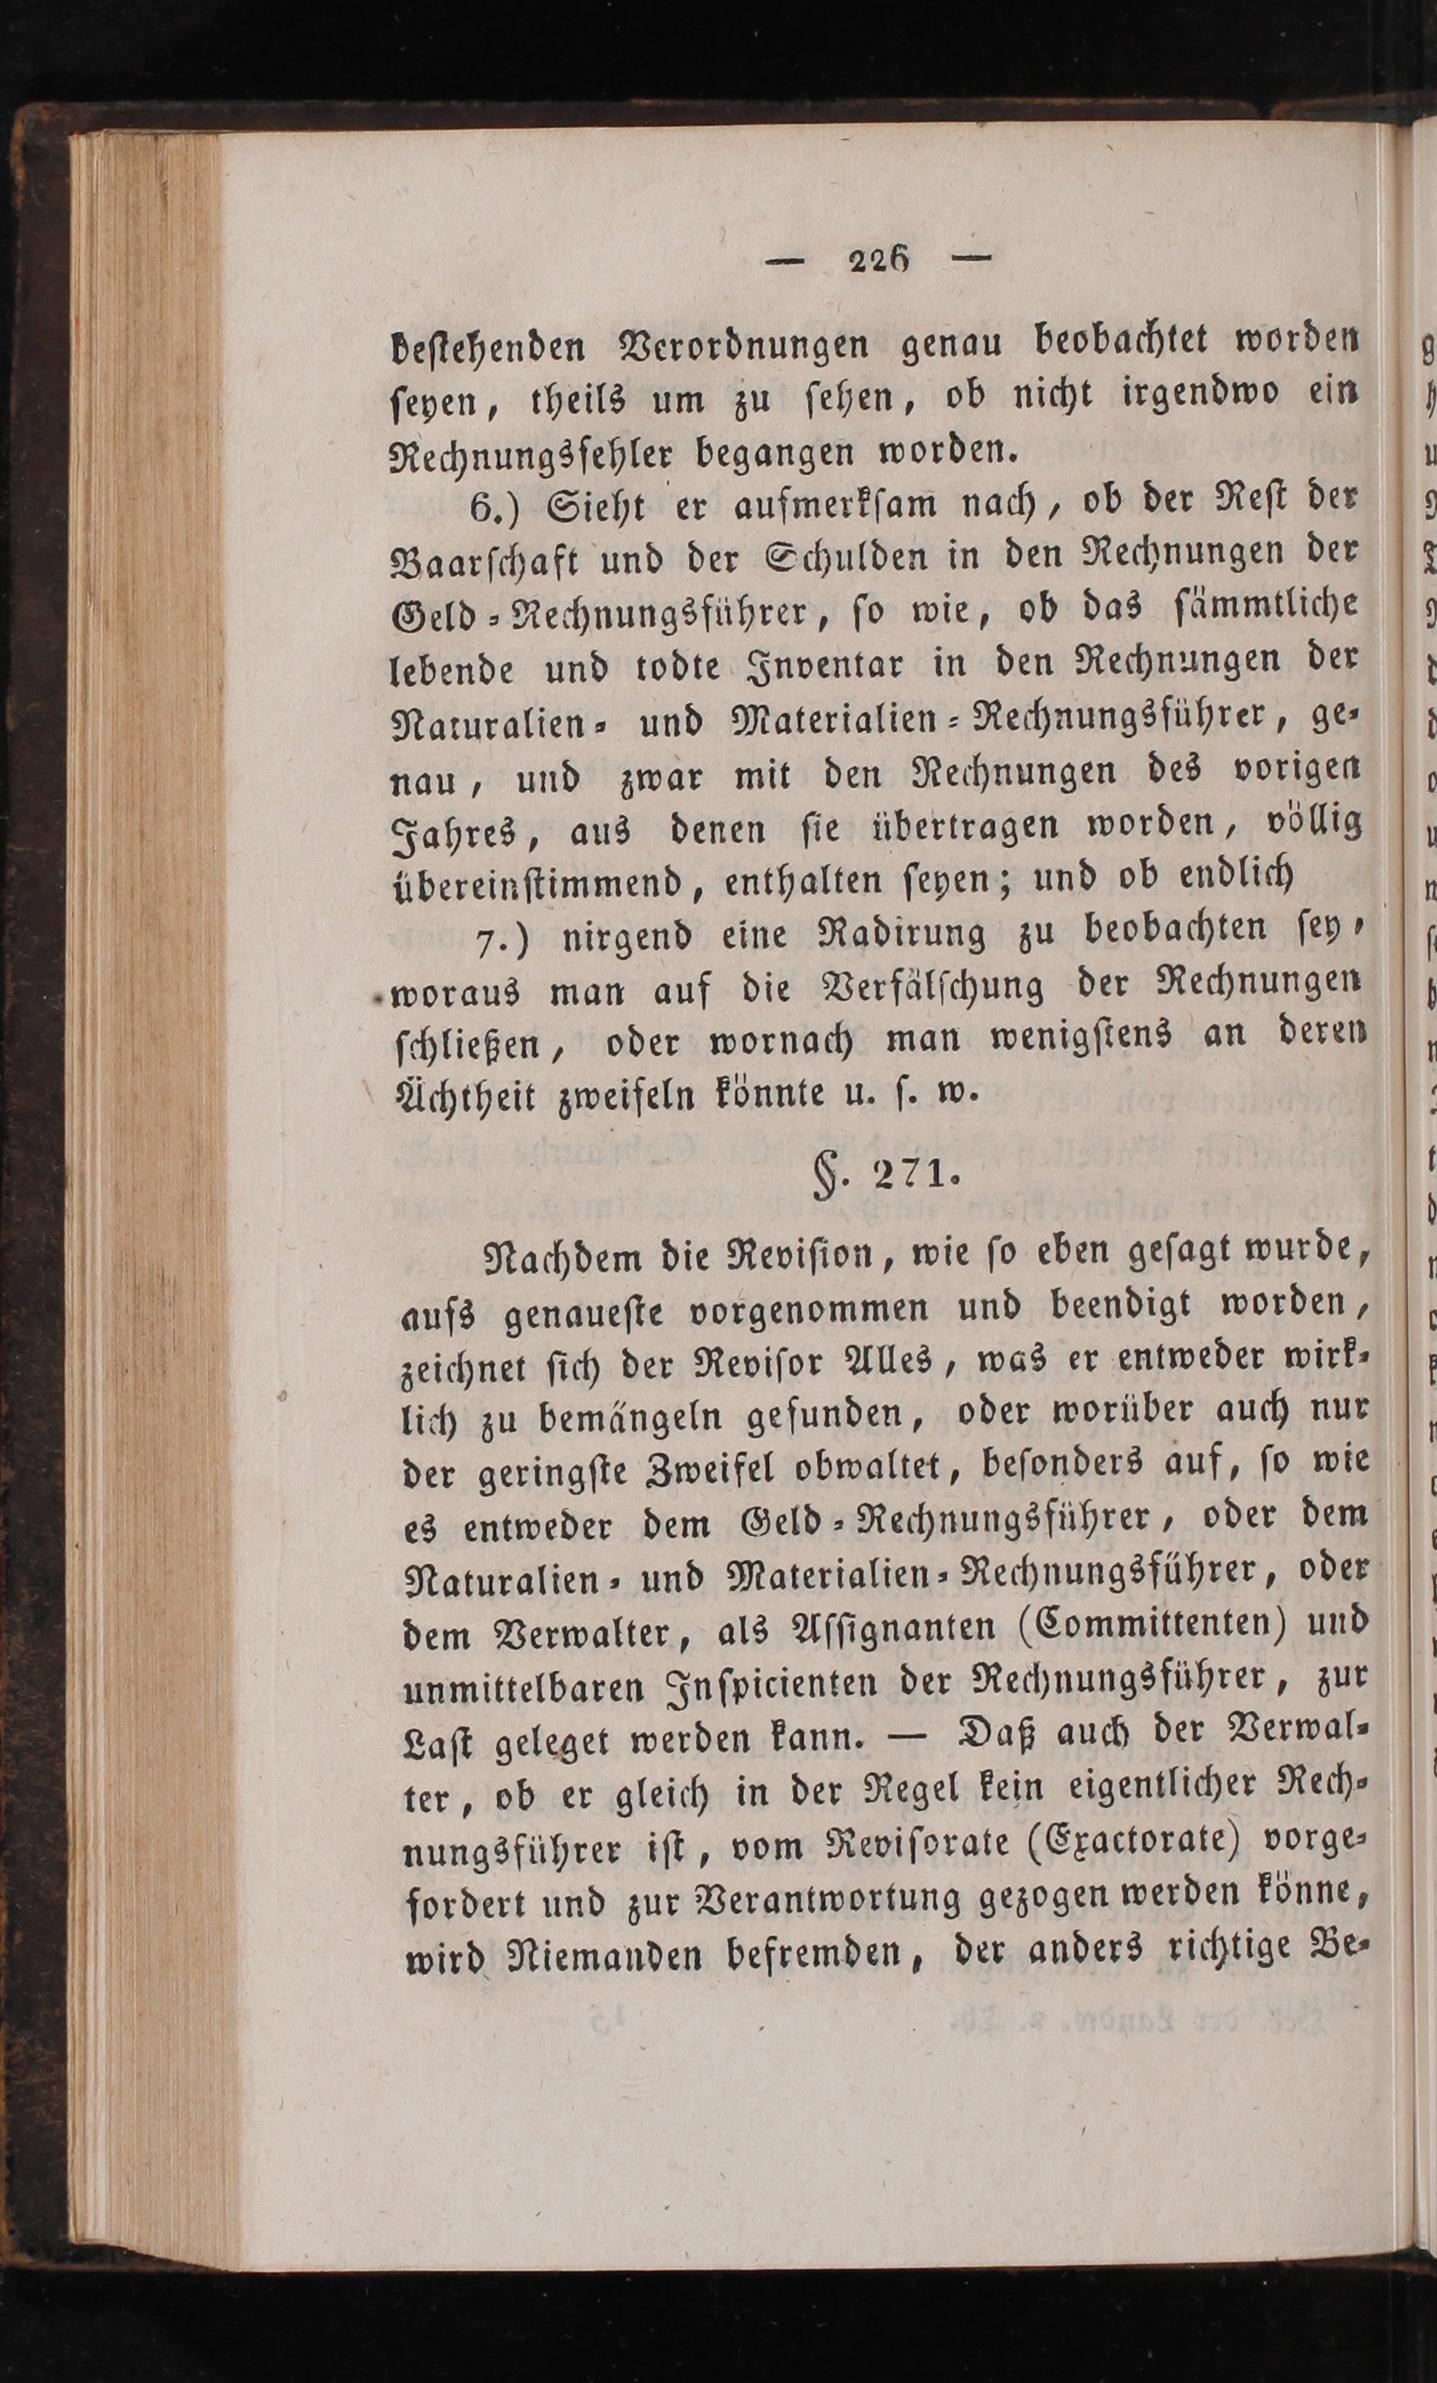 — 226 —
bestehenden Verordnungen genau beobachtet worden
seyen, theils um zu sehen, ob nicht irgendwo ein
Rechnungsfehler begangen worden.
6.) Sieht er aufmerksam nach, ob der Rest der
Baarschaft und der Schulden in den Rechnungen der
Geld-Rechnungsführer, so wie, ob das sämmtliche
lebende und todte Inventar in den Rechnungen der
Naturalien- und Materialien-Rechnungsführer, ge-
nau, und zwar mit den Rechnungen des vorigen
Jahres, aus denen sie übertragen worden, völlig
übereinstimmend, enthalten seyen; und ob endlich
7.) nirgend eine Radirung zu beobachten sey,
woraus man auf die Verfälschung der Rechnungen
schließen, oder wornach man wenigstens an deren
Ächtheit zweifeln könnte u. s. w.
§. 271.
Nachdem die Revision, wie so eben gesagt wurde,
aufs genaueste vorgenommen und beendigt worden,
zeichnet sich der Revisor Alles, was er entweder wirk-
lich zu bemängeln gefunden, oder worüber auch nur
der geringste Zweifel obwaltet, besonders auf, so wie
es entweder dem Geld-Rechnungsführer, oder dem
Naturalien- und Materialien-Rechnungsführer, oder
dem Verwalter, als Assignanten (Committenten) und
unmittelbaren Inspicienten der Rechnungsführer, zur
Last geleget werden kann. — Daß auch der Verwal-
ter, ob er gleich in der Regel kein eigentlicher Rech-
nungsführer ist, vom Revisorate (Exactorate) vorge-
fordert und zur Verantwortung gezogen werden könne,
wird Niemanden befremden, der anders richtige Be-